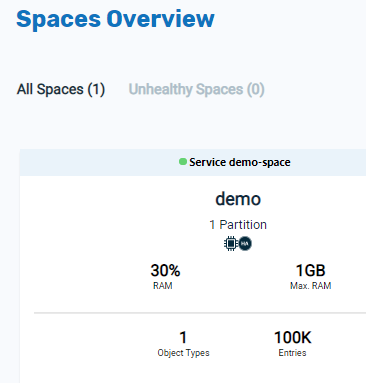 Spaces Overview
All Spaces (1) Unhealthy Spaces (0)
Service demo-space
demo
1 Partition
HA
30% 1GB
RAM Max. RAM
1 100K
Object Types Entries